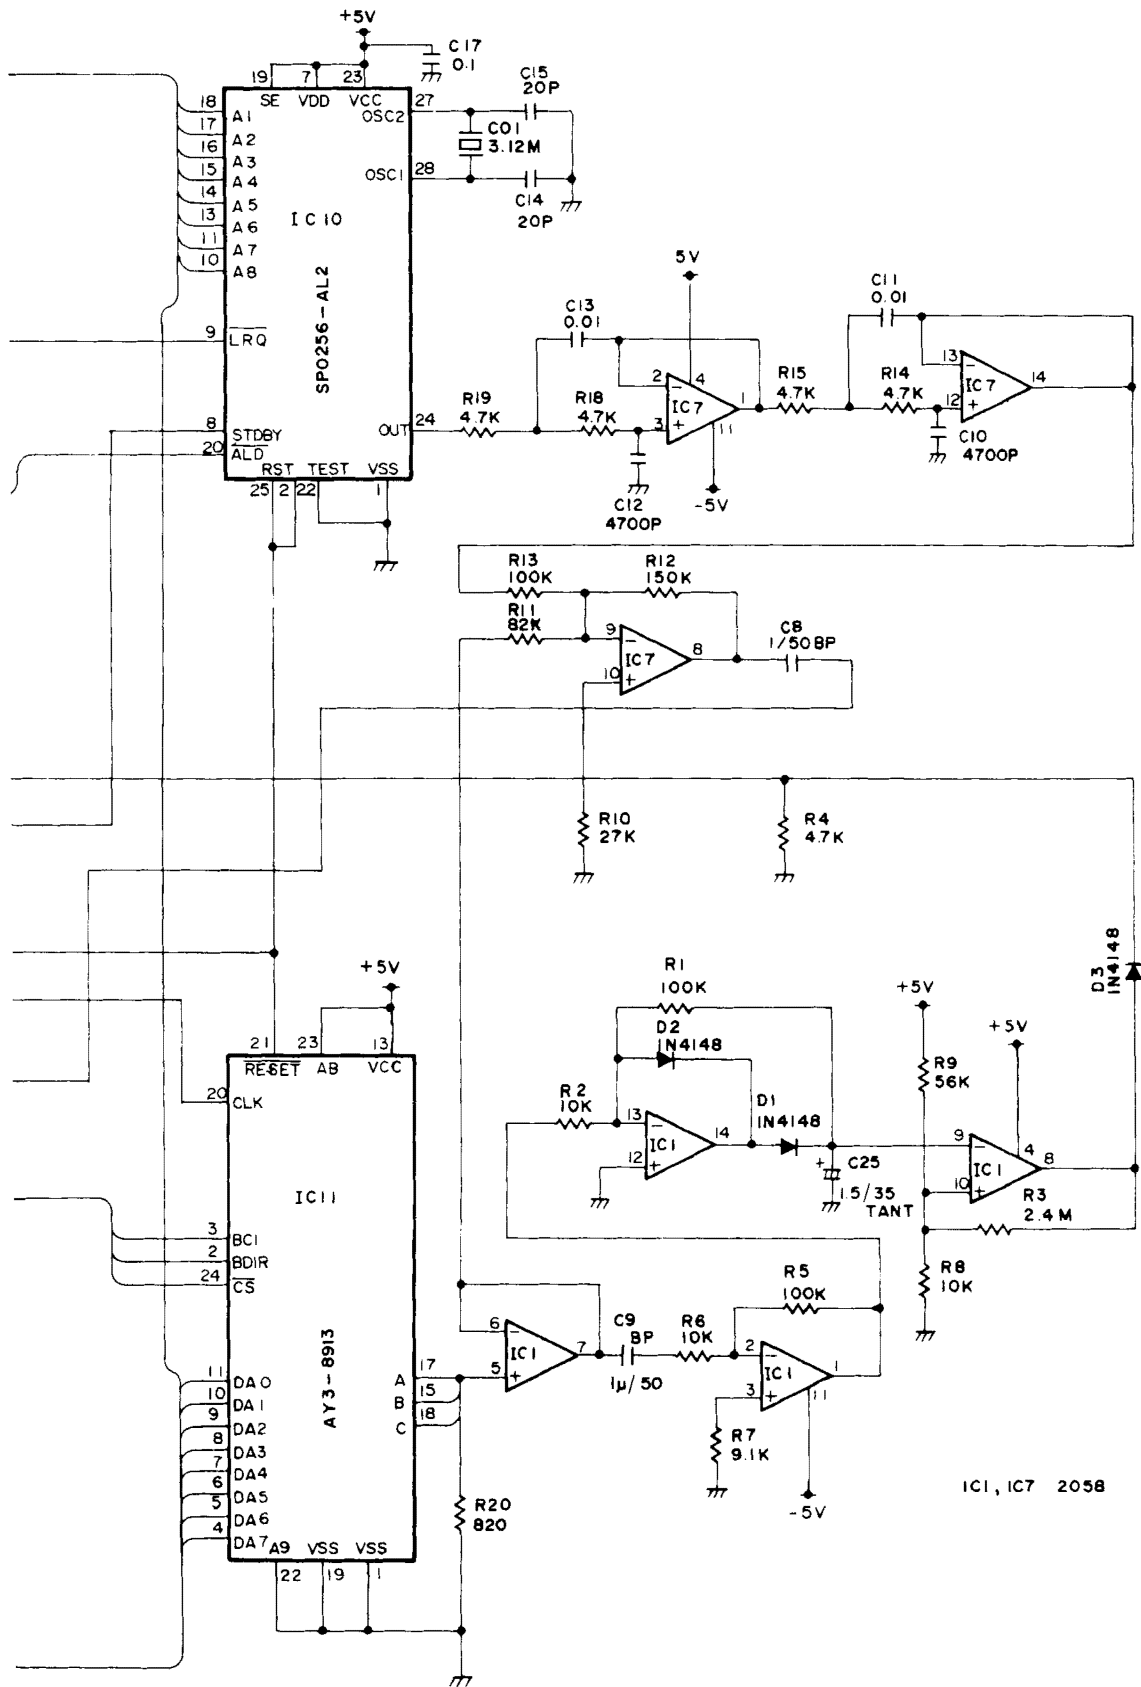 +5V
C17
0.1
19 7 23
SE VDD VCC
C15
20P
27
OSC2
CO1
3.12M
28
OSC1
C14
20P
18 A1
17 A2
16 A3
15 A4
14 A5
13 A6
11 A7
10 A8
IC10
SPO256-AL2
9 LRQ
8 STDBY
20 ALD
24
OUT
RST TEST VSS
25 2 22 1
R19
4.7K
C13
0.01
R18
4.7K
C12
4700P
5V
2 −
4
IC7
3 +
1
11
-5V
R15
4.7K
C11
0.01
R14
4.7K
13 −
IC7
12 +
14
C10
4700P
R13
100K
R12
150K
R11
82K
9 −
IC7
10 +
8
C8
1/50BP
R10
27K
R4
4.7K
D3
1N4148
+5V
21 23 13
RESET AB VCC
20 CLK
IC11
AY3-8913
3 BC1
2 BDIR
24 CS
11 DA0
10 DA1
9 DA2
8 DA3
7 DA4
6 DA5
5 DA6
4 DA7
A 17
B 15
C 18
A9 VSS VSS
22 19 1
R20
820
R1
100K
D2
1N4148
R2
10K
13 −
IC1
12 +
14
D1
1N4148
+
C25
1.5/35
TANT
+5V
R9
56K
+5V
9 −
4
IC1
10 +
8
R3
2.4M
R8
10K
6 −
IC1
5 +
7
C9
BP
1µ/50
R6
10K
R5
100K
2 −
IC1
3 +
1
11
R7
9.1K
-5V
IC1, IC7 2058